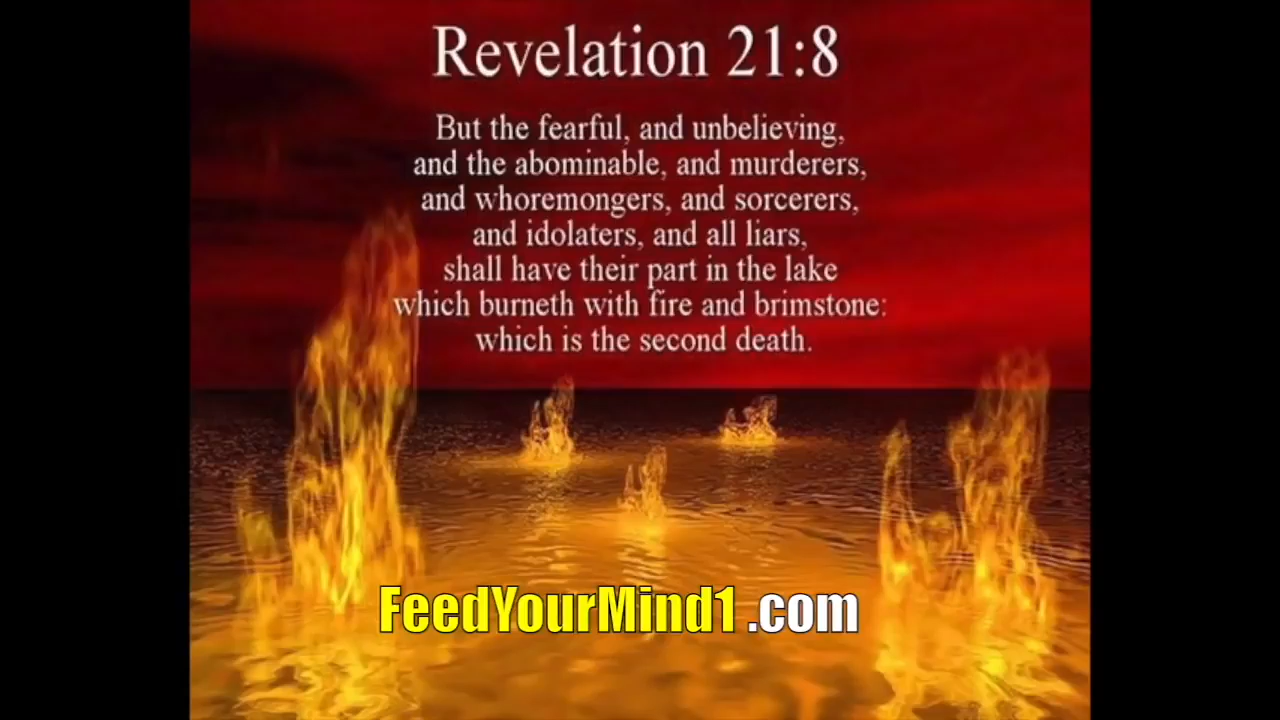 Revelation 21:8
But the fearful, and unbelieving,
and the abominable, and murderers,
and whoremongers, and sorcerers,
and idolaters, and all liars,
shall have their part in the lake
which burneth with fire and brimstone:
which is the second death.
FeedYourMind1.com